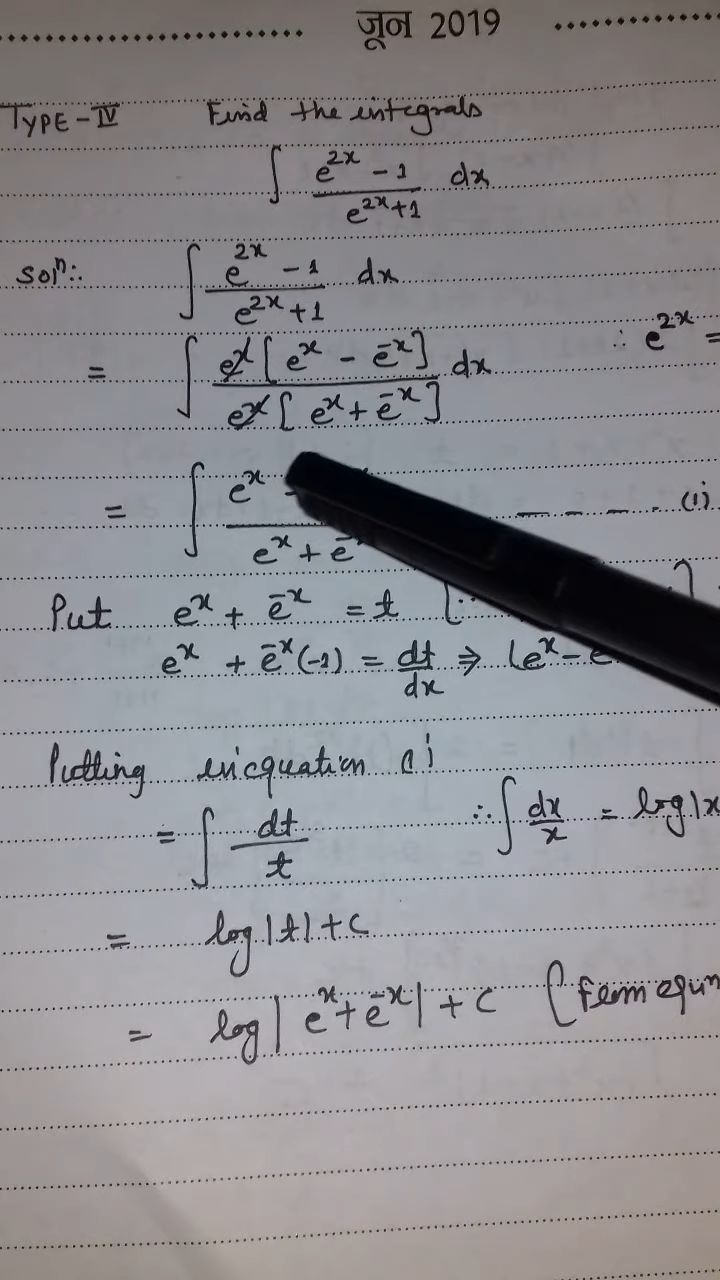 जून 2019
TYPE-IV Find the integrals
∫ (e^{2x} - 1)/(e^{2x} + 1) dx
Solⁿ: ∫ (e^{2x} - 1)/(e^{2x} + 1) dx
= ∫ e^x [e^x - e^{-x}] / e^x [e^x + e^{-x}] dx ∵ e^{2x} =
= ∫ e^x - / e^x + e^- ---- (i)
Put e^x + e^{-x} = t [∵ ]
e^x + e^{-x}(-1) = dt/dx ⇒ (e^x - e
Putting in equation (i
= ∫ dt/t ∴ ∫ dx/x = log|x
= log|t| + c
= log|e^x + e^{-x}| + c